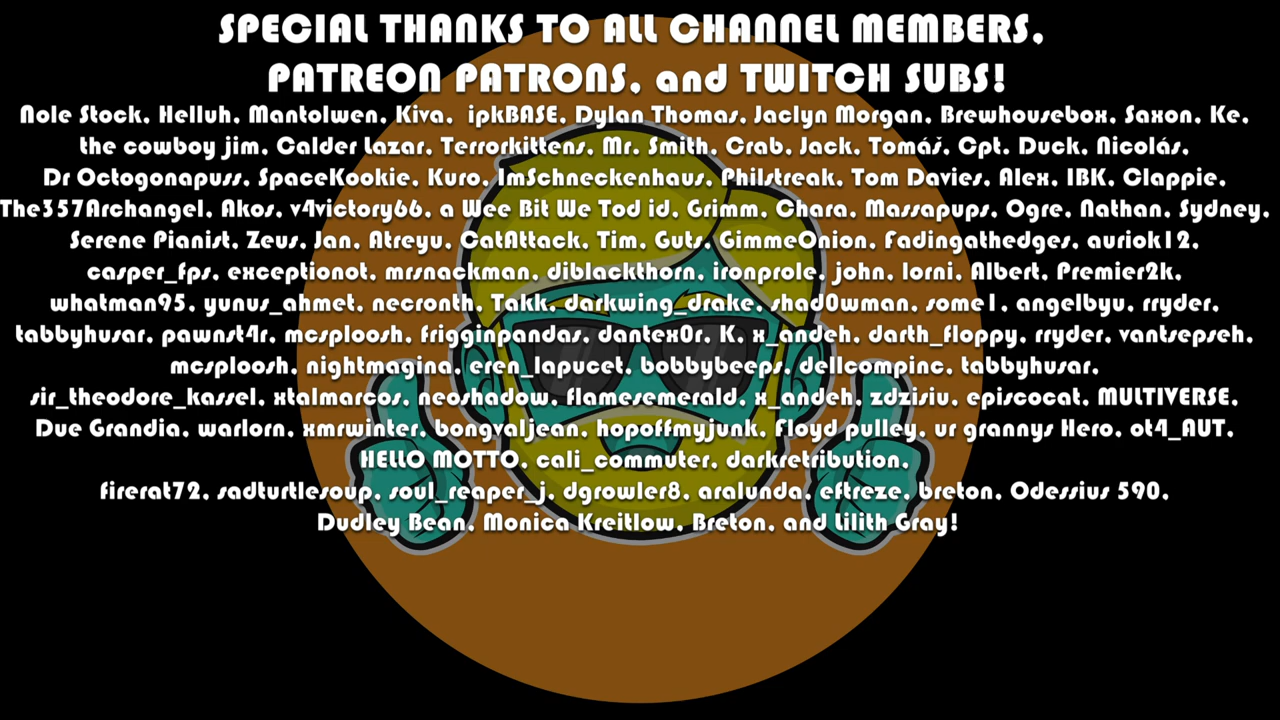 SPECIAL THANKS TO ALL CHANNEL MEMBERS,
PATREON PATRONS, and TWITCH SUBS!
Nole Stock, Helluh, Mantolwen, Kiva, ipkBASE, Dylan Thomas, Jaclyn Morgan, Brewhousebox, Saxon, Ke,
the cowboy jim, Calder Lazar, Terrorkittens, Mr. Smith, Crab, Jack, Tomáš, Cpt. Duck, Nicolás,
Dr Octogonapuss, SpaceKookie, Kuro, ImSchneckenhaus, Philstreak, Tom Davies, Alex, IBK, Clappie,
The357Archangel, Akos, v4victory66, a Wee Bit We Tod id, Grimm, Chara, Massapups, Ogre, Nathan, Sydney,
Serene Pianist, Zeus, Jan, Atreyu, CatAttack, Tim, Guts, GimmeOnion, Fadingathedges, auriok12,
casper_fps, exceptionot, mrsnackman, diblackthorn, ironprole, john, lorni, Albert, Premier2k,
whatman95, yunus_ahmet, necronth, Takk, darkwing_drake, shad0wman, some1, angelbyu, rryder,
tabbyhusar, pawnst4r, mcsploosh, frigginpandas, dantex0r, K, x_andeh, darth_floppy, rryder, vantsepseh,
mcsploosh, nightmagina, eren_lapucet, bobbybeeps, dellcompinc, tabbyhusar,
sir_theodore_kassel, xtalmarcos, neoshadow, flamesemerald, x_andeh, zdzisiu, episcocat, MULTIVERSE,
Due Grandia, warlorn, xmrwinter, bongvaljean, hopoffmyjunk, Floyd pulley, ur grannys Hero, ot4_AUT,
HELLO MOTTO, cali_commuter, darkretribution,
firerat72, sadturtlesoup, soul_reaper_j, dgrowler8, aralunda, eftreze, breton, Odessius 590,
Dudley Bean, Monica Kreitlow, Breton, and Lilith Gray!